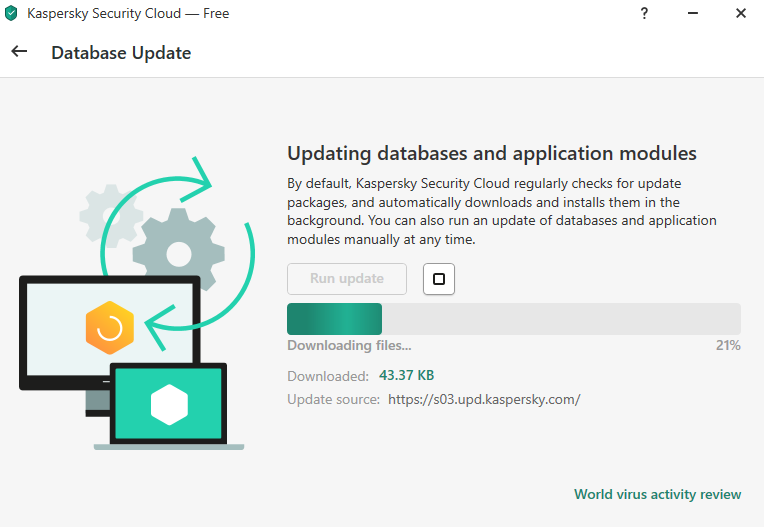 Kaspersky Security Cloud — Free
?
Database Update
Updating databases and application modules
By default, Kaspersky Security Cloud regularly checks for update
packages, and automatically downloads and installs them in the
background. You can also run an update of databases and application
modules manually at any time.
Run update
Downloading files... 21%
Downloaded: 43.37 KB
Update source: https://s03.upd.kaspersky.com/
World virus activity review